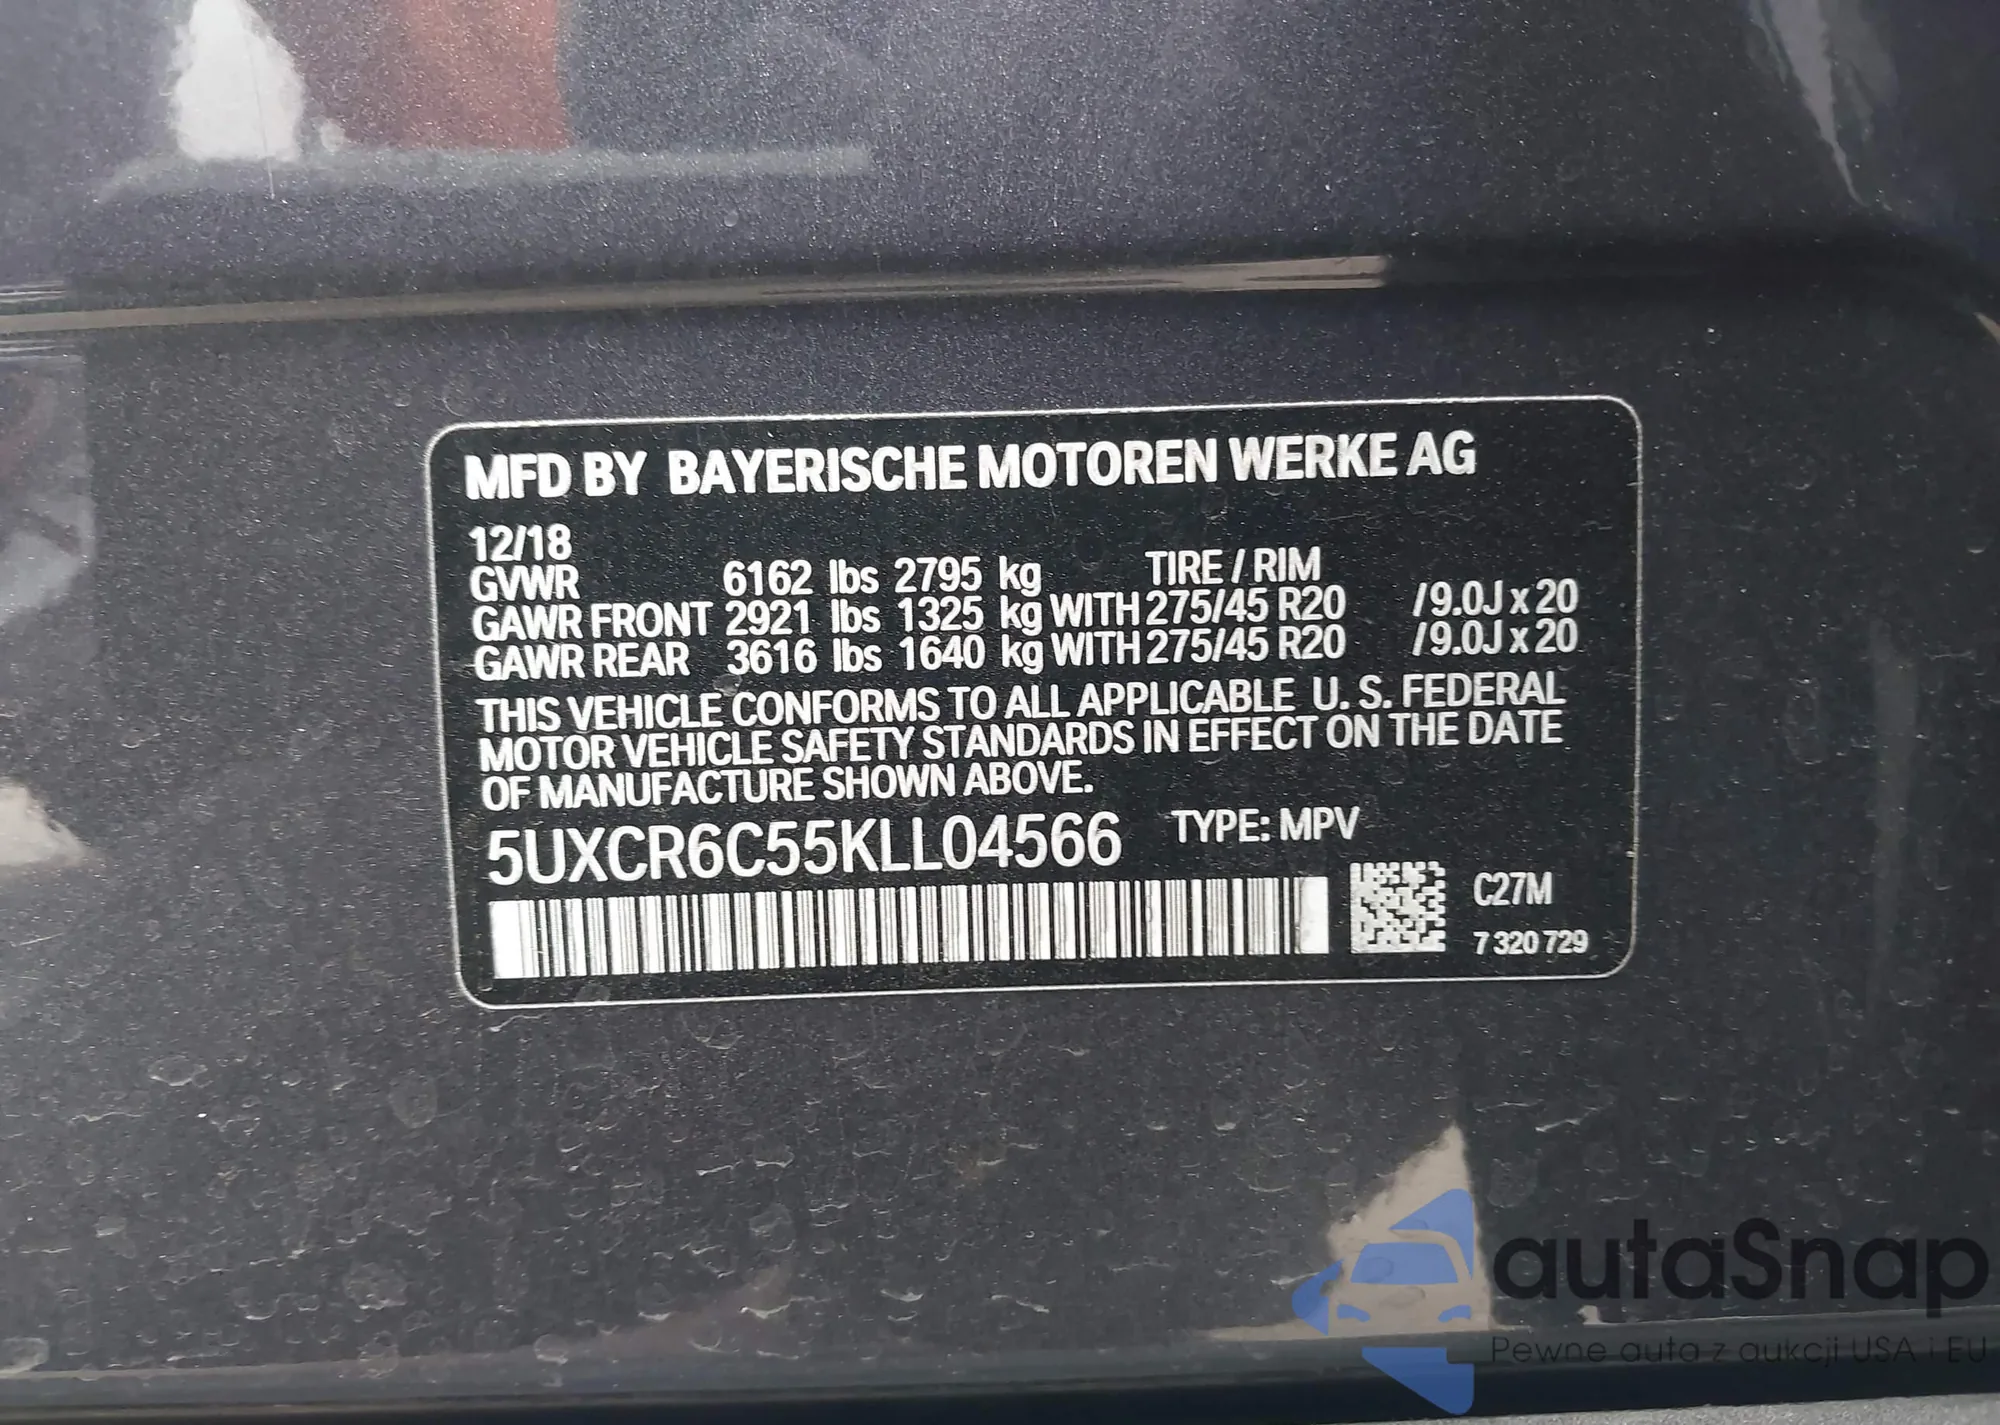 MFD BY BAYERISCHE MOTOREN WERKE AG
12/18
GVWR 6162 lbs 2795 kg TIRE / RIM
GAWR FRONT 2921 lbs 1325 kg WITH 275/45 R20 /9.0J x 20
GAWR REAR 3616 lbs 1640 kg WITH 275/45 R20 /9.0J x 20
THIS VEHICLE CONFORMS TO ALL APPLICABLE U. S. FEDERAL
MOTOR VEHICLE SAFETY STANDARDS IN EFFECT ON THE DATE
OF MANUFACTURE SHOWN ABOVE.
5UXCR6C55KLL04566 TYPE: MPV
C27M
7 320 729
autaSnap
Pewne auta z aukcji USA i EU